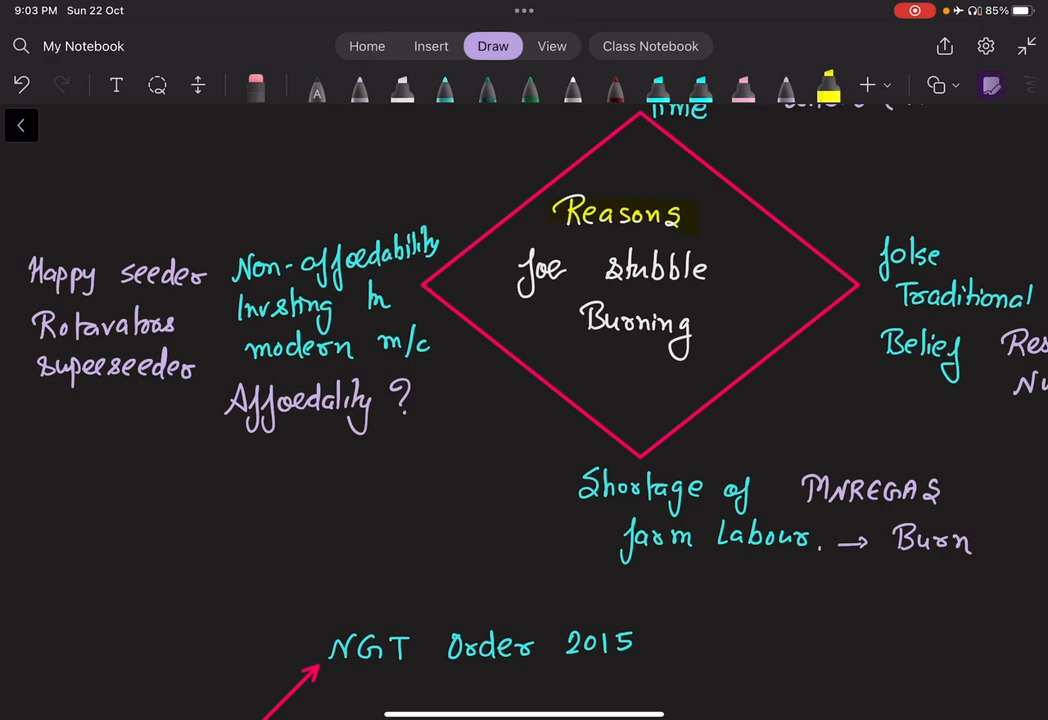 9:03 PM Sun 22 Oct
85%
My Notebook
Home Insert Draw View Class Notebook
T
A
Time
Reasons
for stubble
Burning
Happy seeder
Rotavators
superseeder
Non-affordability
Investing In
modern m/c
Affordality ?
false
Traditional
Belief
Shortage of MNREGAS
farm Labour. → Burn
NGT Order 2015